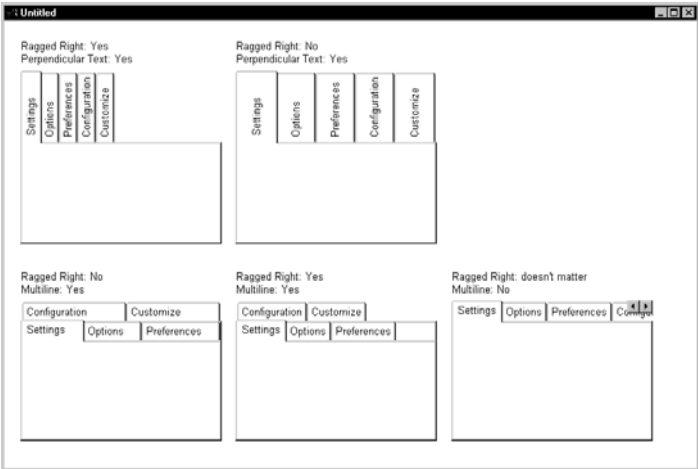 Untitled
Ragged Right: Yes
Perpendicular Text: Yes
Settings
Options
Preferences
Configuration
Customize
Ragged Right: No
Perpendicular Text: Yes
Settings
Options
Preferences
Configuration
Customize
Ragged Right: No
Multiline: Yes
Configuration Customize
Settings Options Preferences
Ragged Right: Yes
Multiline: Yes
Configuration Customize
Settings Options Preferences
Ragged Right: doesn't matter
Multiline: No
Settings Options Preferences